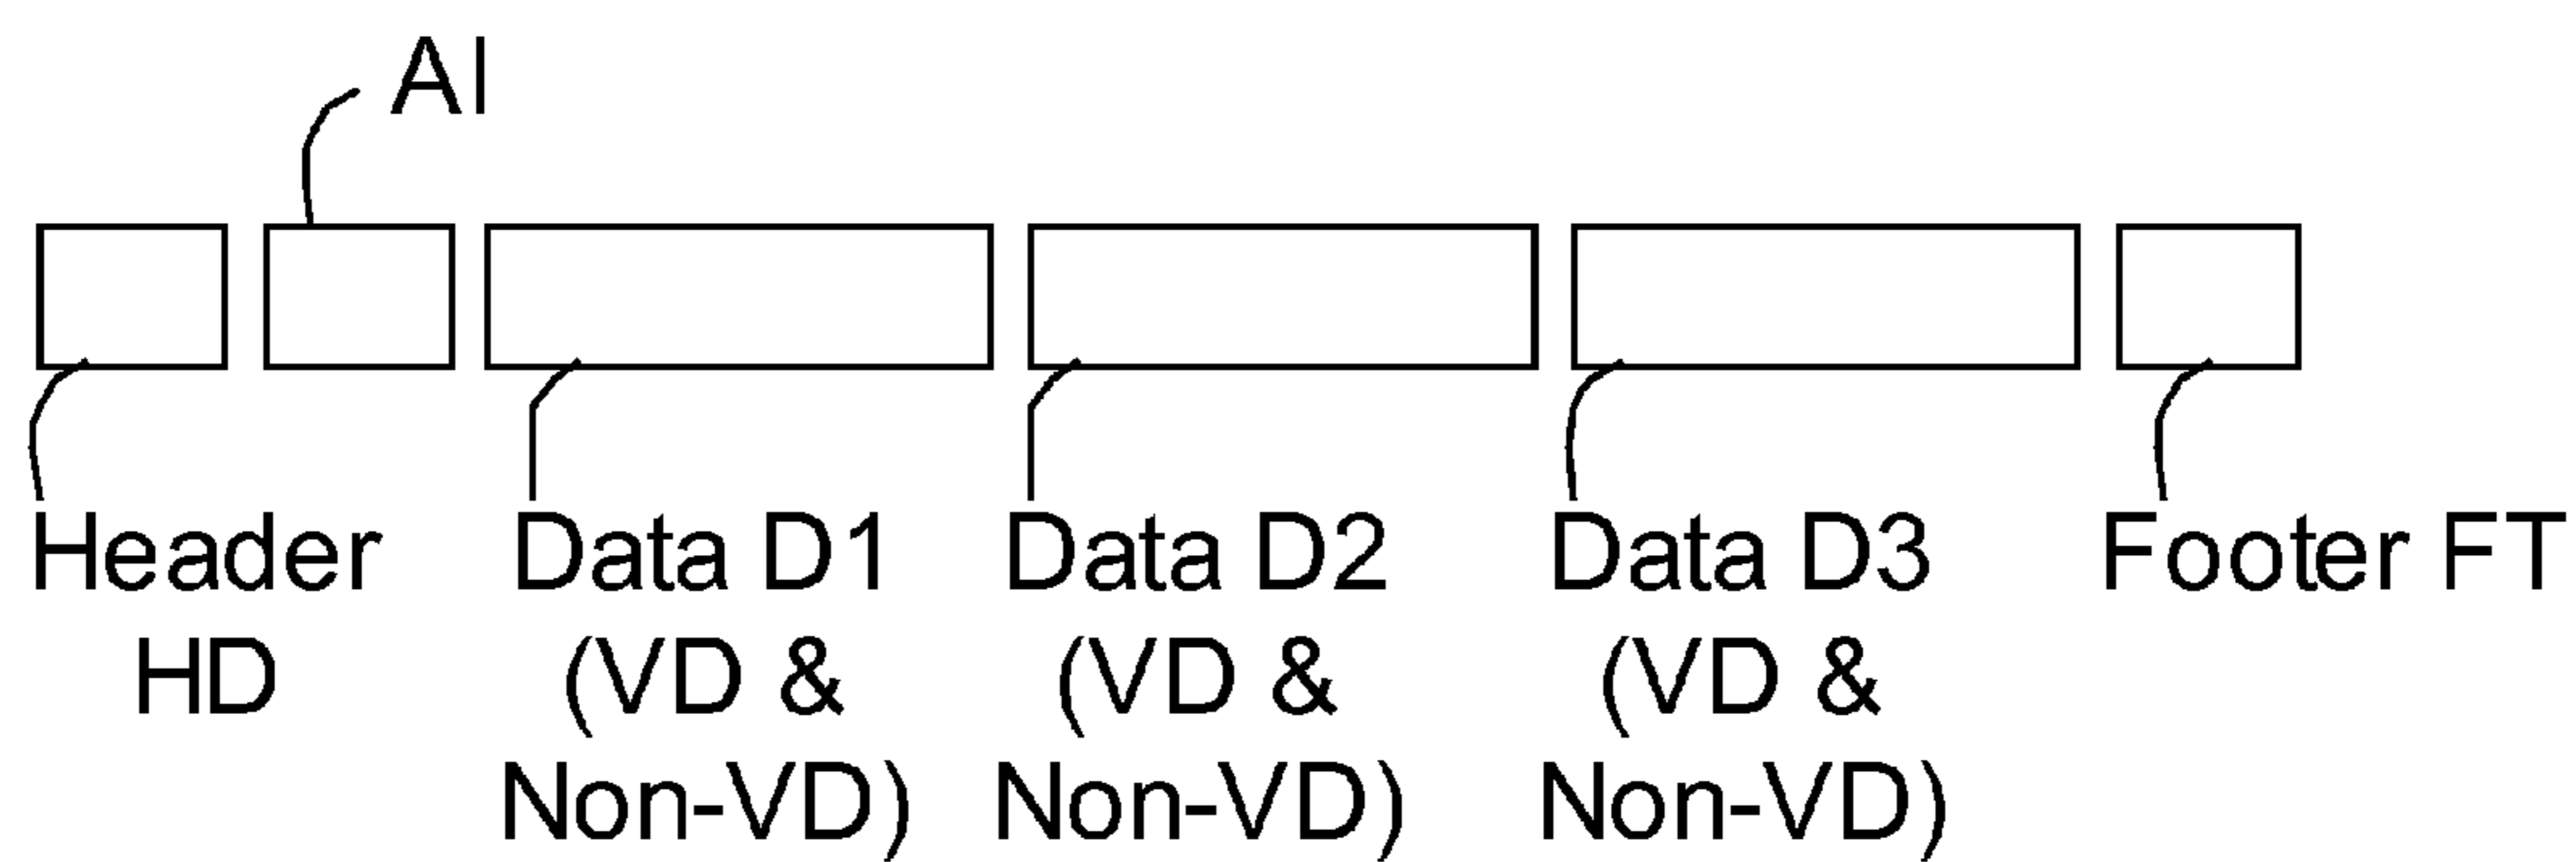 AI
Header Data D1 Data D2 Data D3 Footer FT
HD (VD & (VD & (VD &
Non-VD) Non-VD) Non-VD)